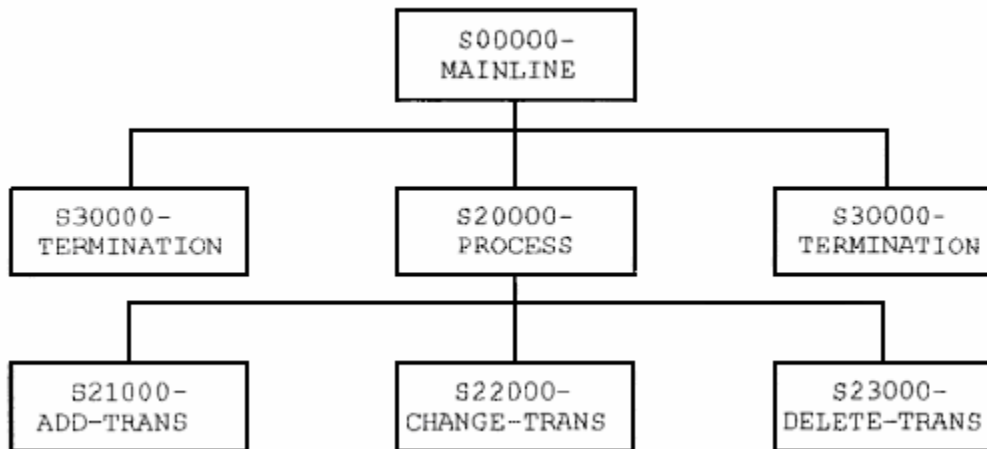 S00000-
MAINLINE
S30000-
TERMINATION
S20000-
PROCESS
S30000-
TERMINATION
S21000-
ADD-TRANS
S22000-
CHANGE-TRANS
S23000-
DELETE-TRANS